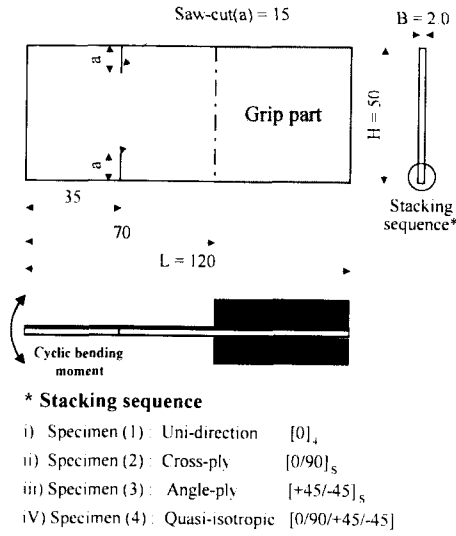 Saw-cut(a) = 15
B = 2.0
a
Grip part
H = 50
a
35
Stacking
sequence*
70
L = 120
Cyclic bending
moment
* Stacking sequence
i) Specimen (1) : Uni-direction [0]4
ii) Specimen (2) : Cross-ply [0/90]S
iii) Specimen (3) : Angle-ply [+45/-45]S
iV) Specimen (4) : Quasi-isotropic [0/90/+45/-45]